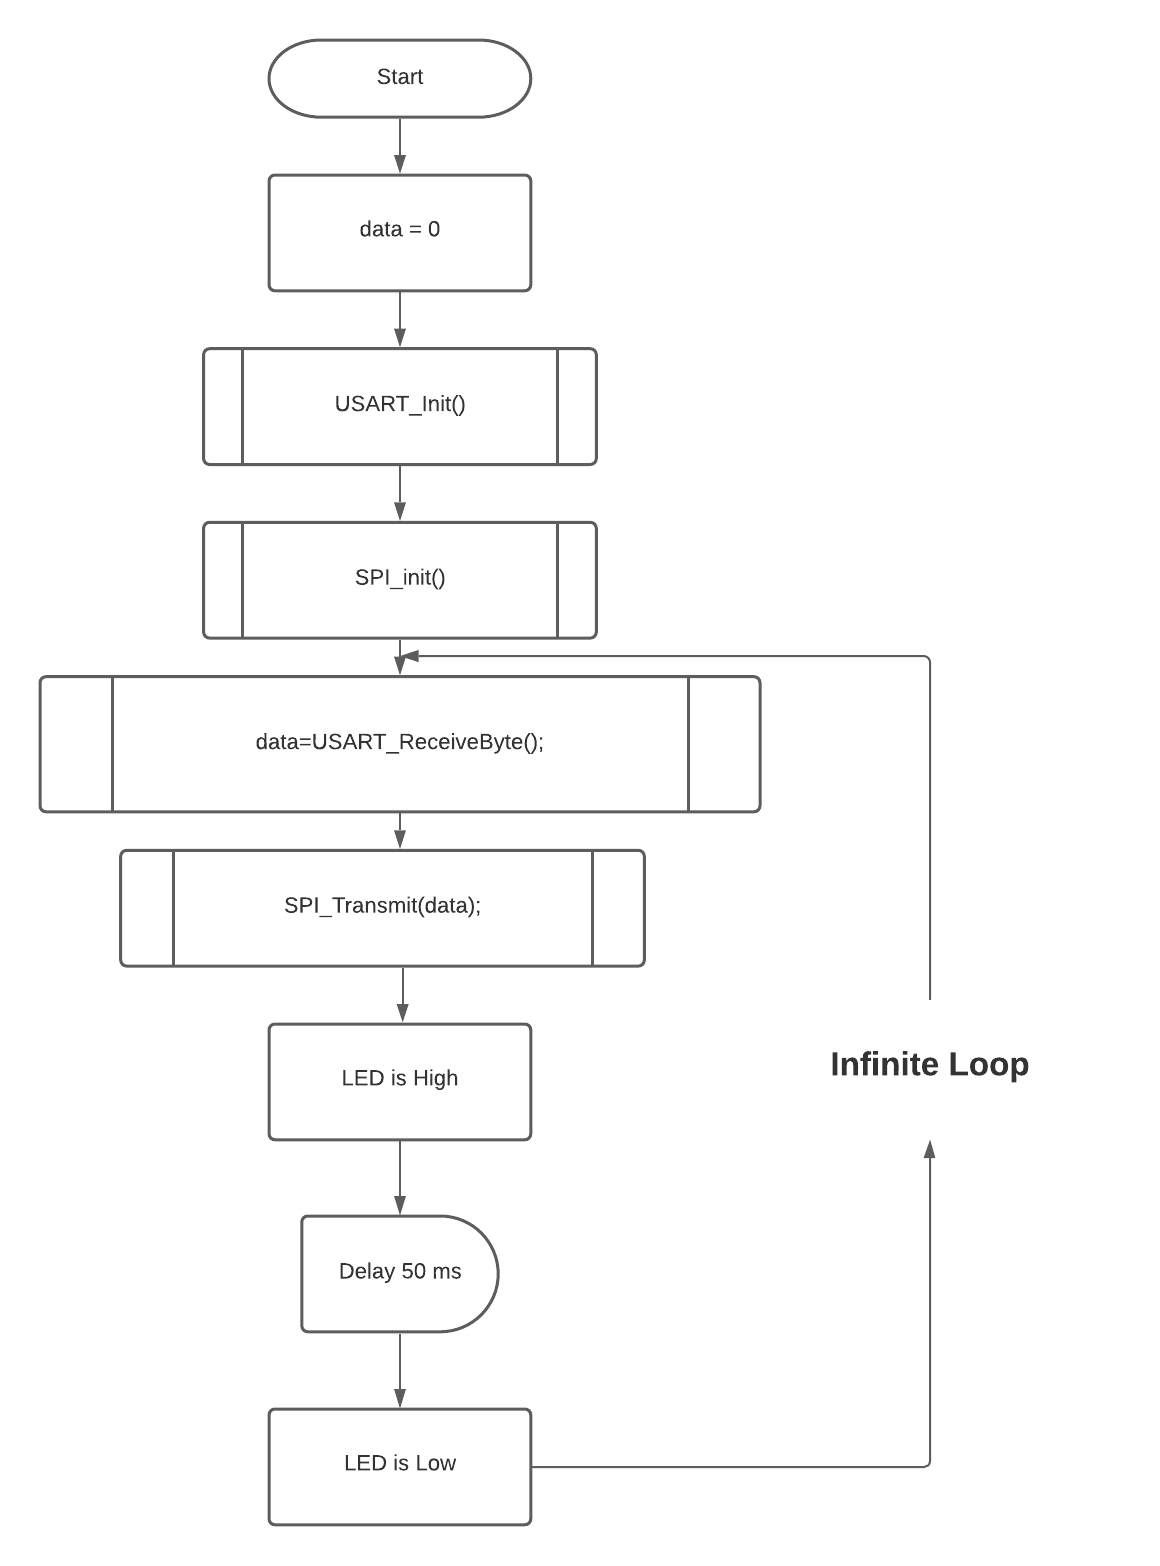 Start
data = 0
USART_Init()
SPI_init()
data=USART_ReceiveByte();
SPI_Transmit(data);
LED is High
Infinite Loop
Delay 50 ms
LED is Low